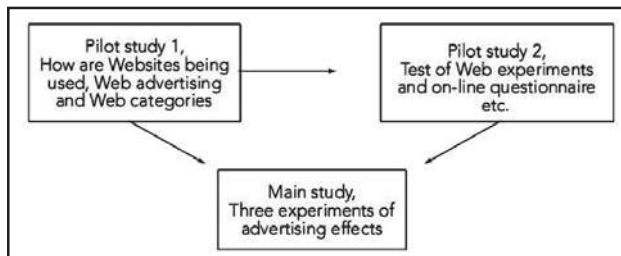 Pilot study 1,
How are Websites being
used, Web advertising
and Web categories
Pilot study 2,
Test of Web experiments
and on-line questionnaire
etc.
Main study,
Three experiments of
advertising effects